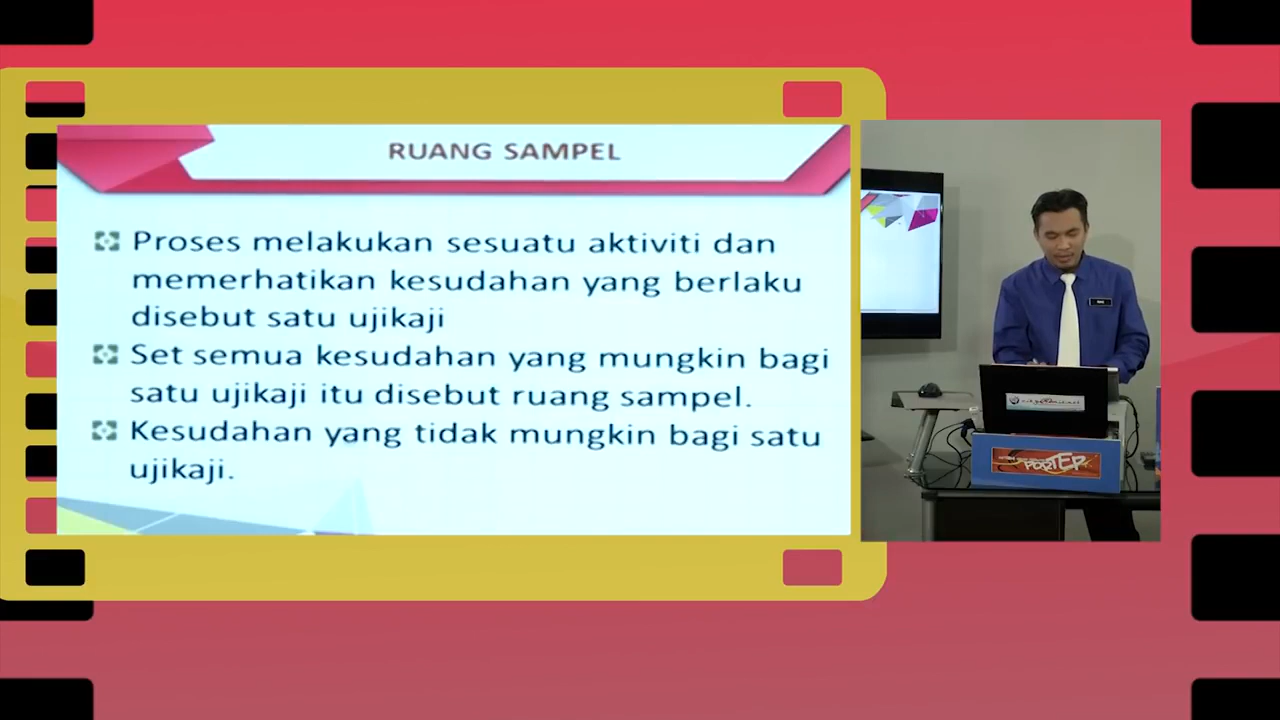 RUANG SAMPEL
Proses melakukan sesuatu aktiviti dan
memerhatikan kesudahan yang berlaku
disebut satu ujikaji
Set semua kesudahan yang mungkin bagi
satu ujikaji itu disebut ruang sampel.
Kesudahan yang tidak mungkin bagi satu
ujikaji.
PORTER